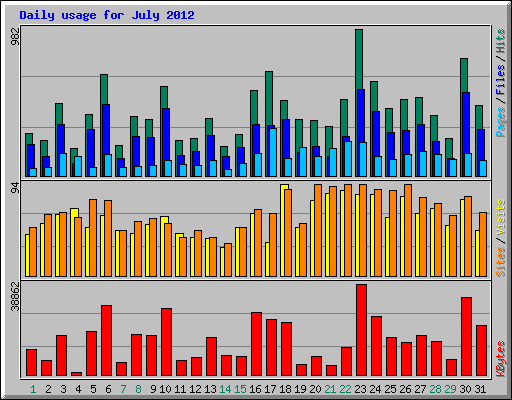 Daily usage for July 2012
982
Pages / Files / Hits
94
Sites / Visits
38862
KBytes
1 2 3 4 5 6 7 8 9 10 11 12 13 14 15 16 17 18 19 20 21 22 23 24 25 26 27 28 29 30 31